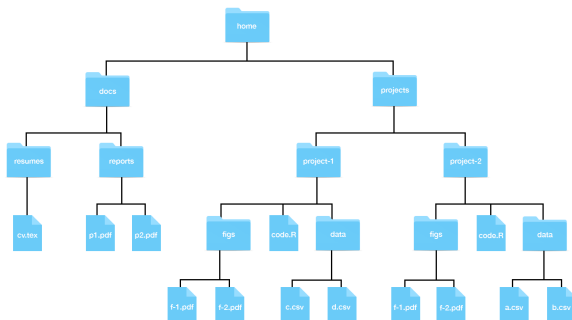 home
docs
projects
resumes
reports
project-1
project-2
cv.tex
p1.pdf
p2.pdf
figs
code.R
data
figs
code.R
data
f-1.pdf
f-2.pdf
c.csv
d.csv
f-1.pdf
f-2.pdf
a.csv
b.csv